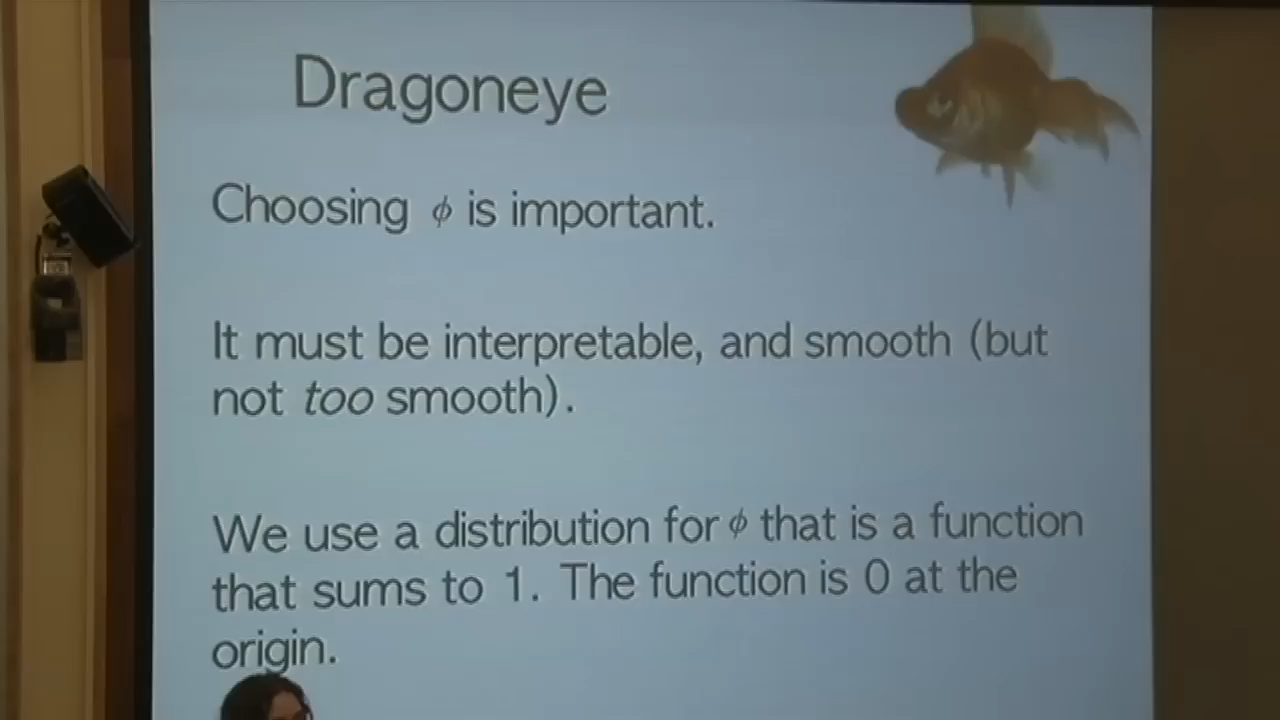 Dragoneye
Choosing ϕ is important.
It must be interpretable, and smooth (but
not too smooth).
We use a distribution for ϕ that is a function
that sums to 1. The function is 0 at the
origin.